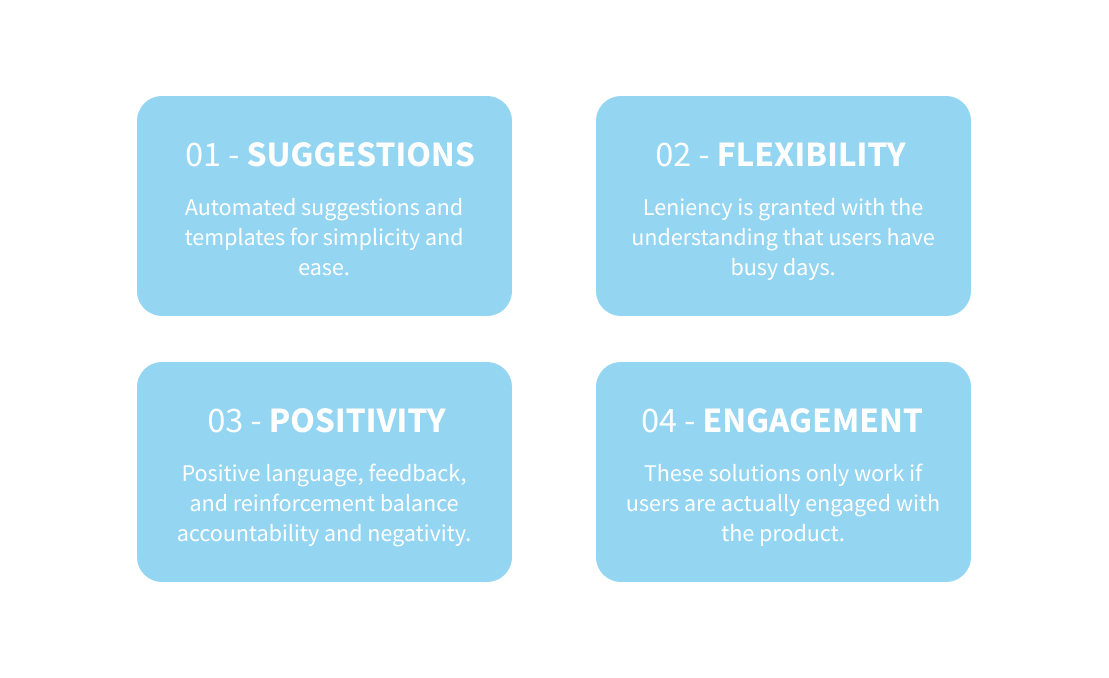 01 - SUGGESTIONS
Automated suggestions and
templates for simplicity and
ease.
02 - FLEXIBILITY
Leniency is granted with the
understanding that users have
busy days.
03 - POSITIVITY
Positive language, feedback,
and reinforcement balance
accountability and negativity.
04 - ENGAGEMENT
These solutions only work if
users are actually engaged with
the product.